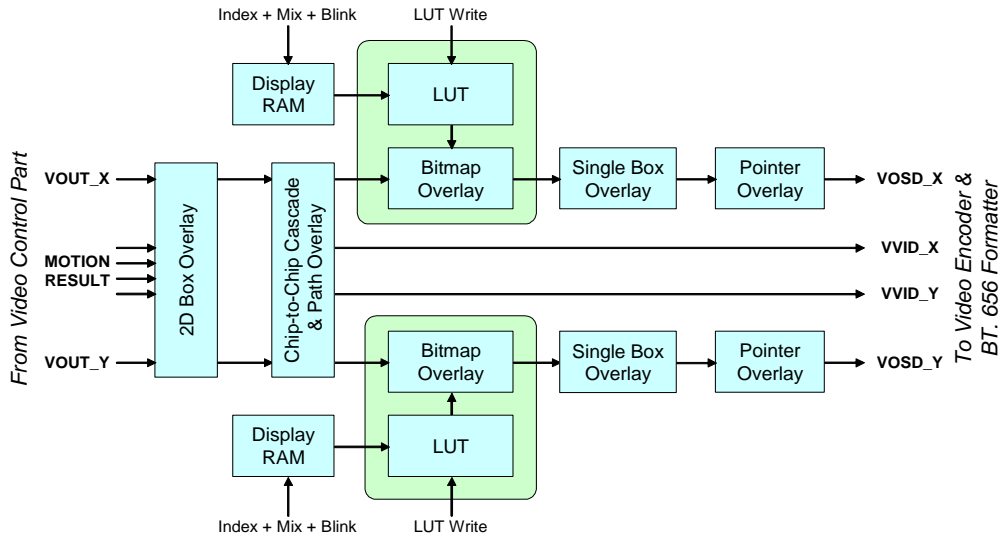 Index + Mix + Blink
LUT Write
Display
RAM
LUT
From Video Control Part
VOUT_X
2D Box Overlay
Chip-to-Chip Cascade
& Path Overlay
Bitmap
Overlay
Single Box
Overlay
Pointer
Overlay
VOSD_X
To Video Encoder &
BT. 656 Formatter
MOTION
RESULT
VVID_X
VVID_Y
VOUT_Y
Bitmap
Overlay
Single Box
Overlay
Pointer
Overlay
VOSD_Y
Display
RAM
LUT
Index + Mix + Blink
LUT Write